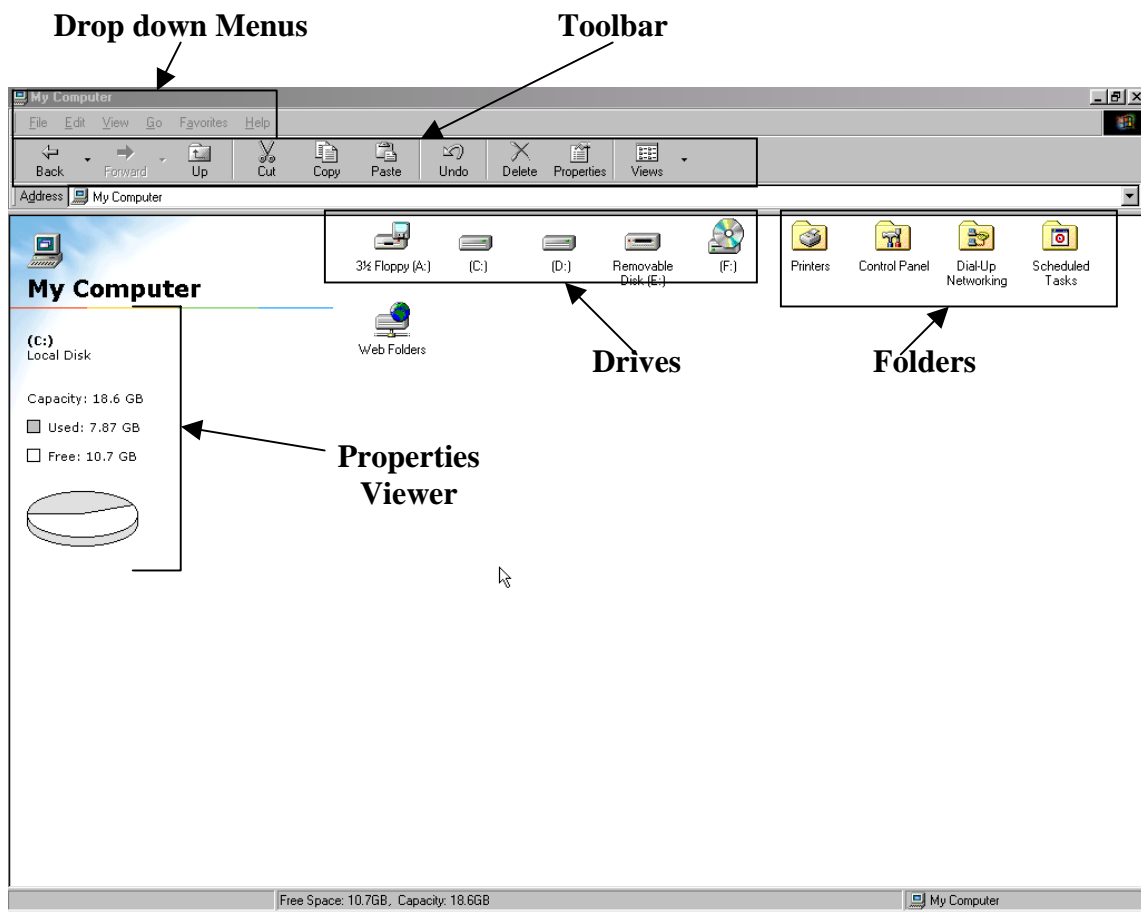 Drop down Menus
Toolbar
My Computer
File Edit View Go Favorites Help
Back Forward Up Cut Copy Paste Undo Delete Properties Views
Address My Computer
3½ Floppy (A:)
(C:)
(D:)
Removable
Disk (E:)
(F:)
Printers
Control Panel
Dial-Up
Networking
Scheduled
Tasks
My Computer
Web Folders
(C:)
Local Disk
Drives
Folders
Capacity: 18.6 GB
Used: 7.87 GB
Free: 10.7 GB
Properties
Viewer
Free Space: 10.7GB, Capacity: 18.6GB
My Computer